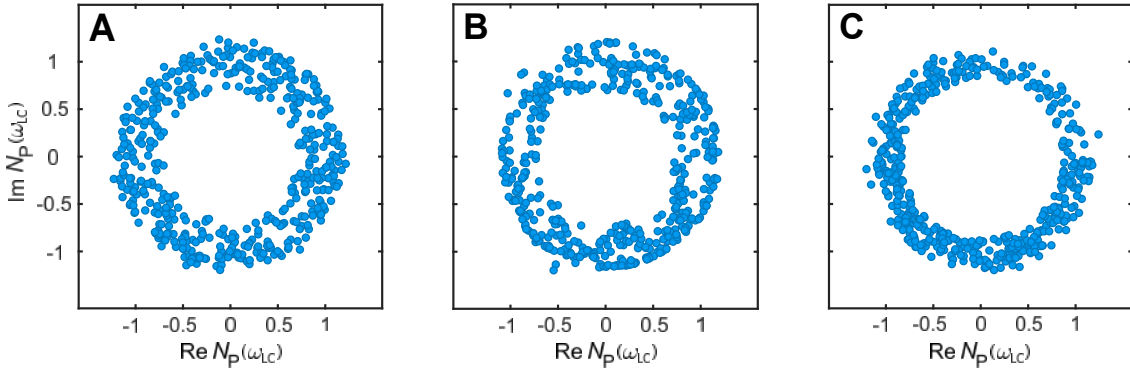 A
B
C
Im N_P(ω_LC)
1
0.5
0
-0.5
-1
-1 -0.5 0 0.5 1
-1 -0.5 0 0.5 1
-1 -0.5 0 0.5 1
Re N_P(ω_LC)
Re N_P(ω_LC)
Re N_P(ω_LC)